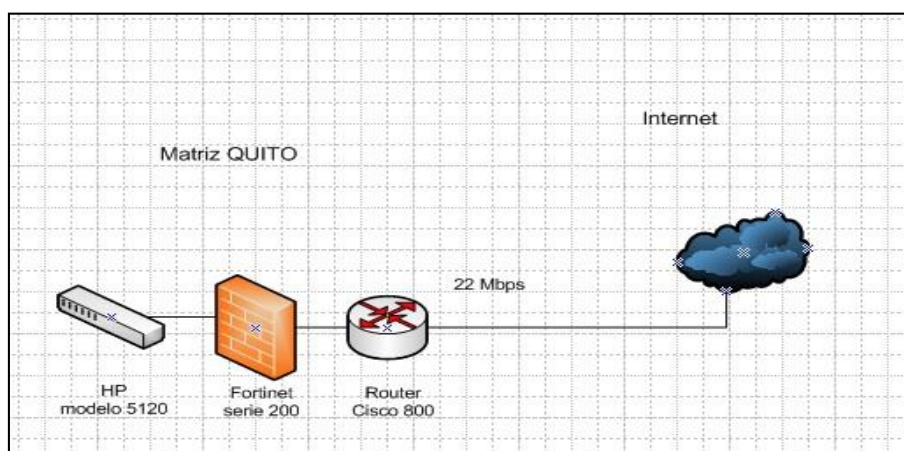 Internet
Matriz QUITO
22 Mbps
HP
modelo 5120
Fortinet
serie 200
Router
Cisco 800